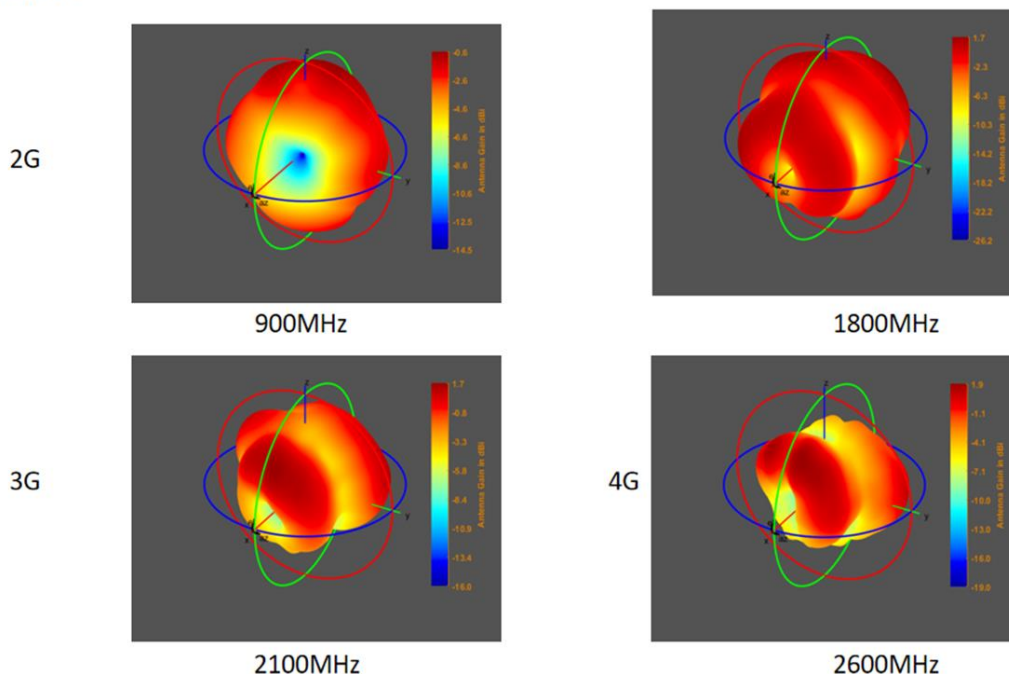 2G
z
y
x
az
-0.6
-2.6
-4.6
-6.6
-8.6
-10.6
-12.5
-14.5
Antenna Gain in dBi
900MHz
z
y
x
az
1.7
-2.3
-6.3
-10.3
-14.2
-18.2
-22.2
-26.2
Antenna Gain in dBi
1800MHz
3G
z
y
x
az
1.7
-0.8
-3.3
-5.8
-8.4
-10.9
-13.4
-16.0
Antenna Gain in dBi
2100MHz
4G
z
y
x
az
1.9
-1.1
-4.1
-7.1
-10.0
-13.0
-16.0
-19.0
Antenna Gain in dBi
2600MHz